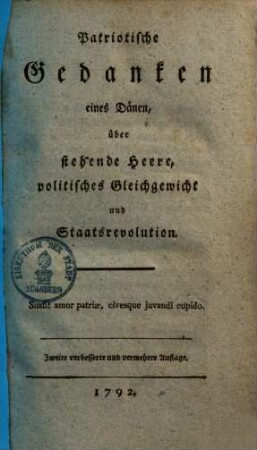 Patriotische
Gedanken
eines Dänen,
über
stehende Heere,
politisches Gleichgewicht
und
Staatsrevolution.
Suasit amor patriæ, civesque juvandi cupido.
Zweite verbesserte und vermehrte Auflage.
1792.